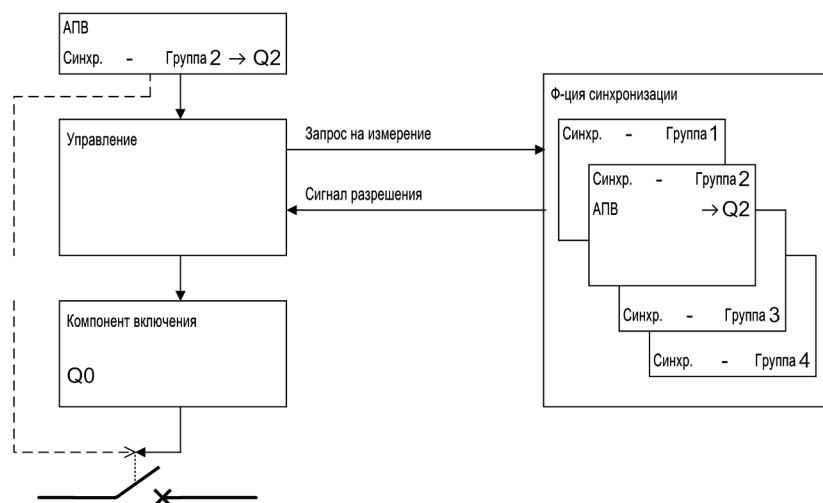 АПВ
Синхр. - Группа 2 → Q2
Управление
Запрос на измерение
Сигнал разрешения
Компонент включения
Q0
Ф-ция синхронизации
Синхр. - Группа 1
Синхр. - Группа 2
АПВ → Q2
Синхр. - Группа 3
Синхр. - Группа 4